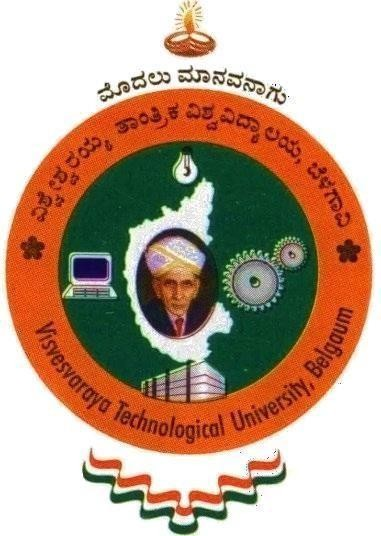 ಮೊದಲು ಮಾನವನಾಗು
ವಿಶ್ವೇಶ್ವರಯ್ಯ ತಾಂತ್ರಿಕ ವಿಶ್ವವಿದ್ಯಾಲಯ, ಬೆಳಗಾವಿ
Visvesvaraya Technological University, Belgaum